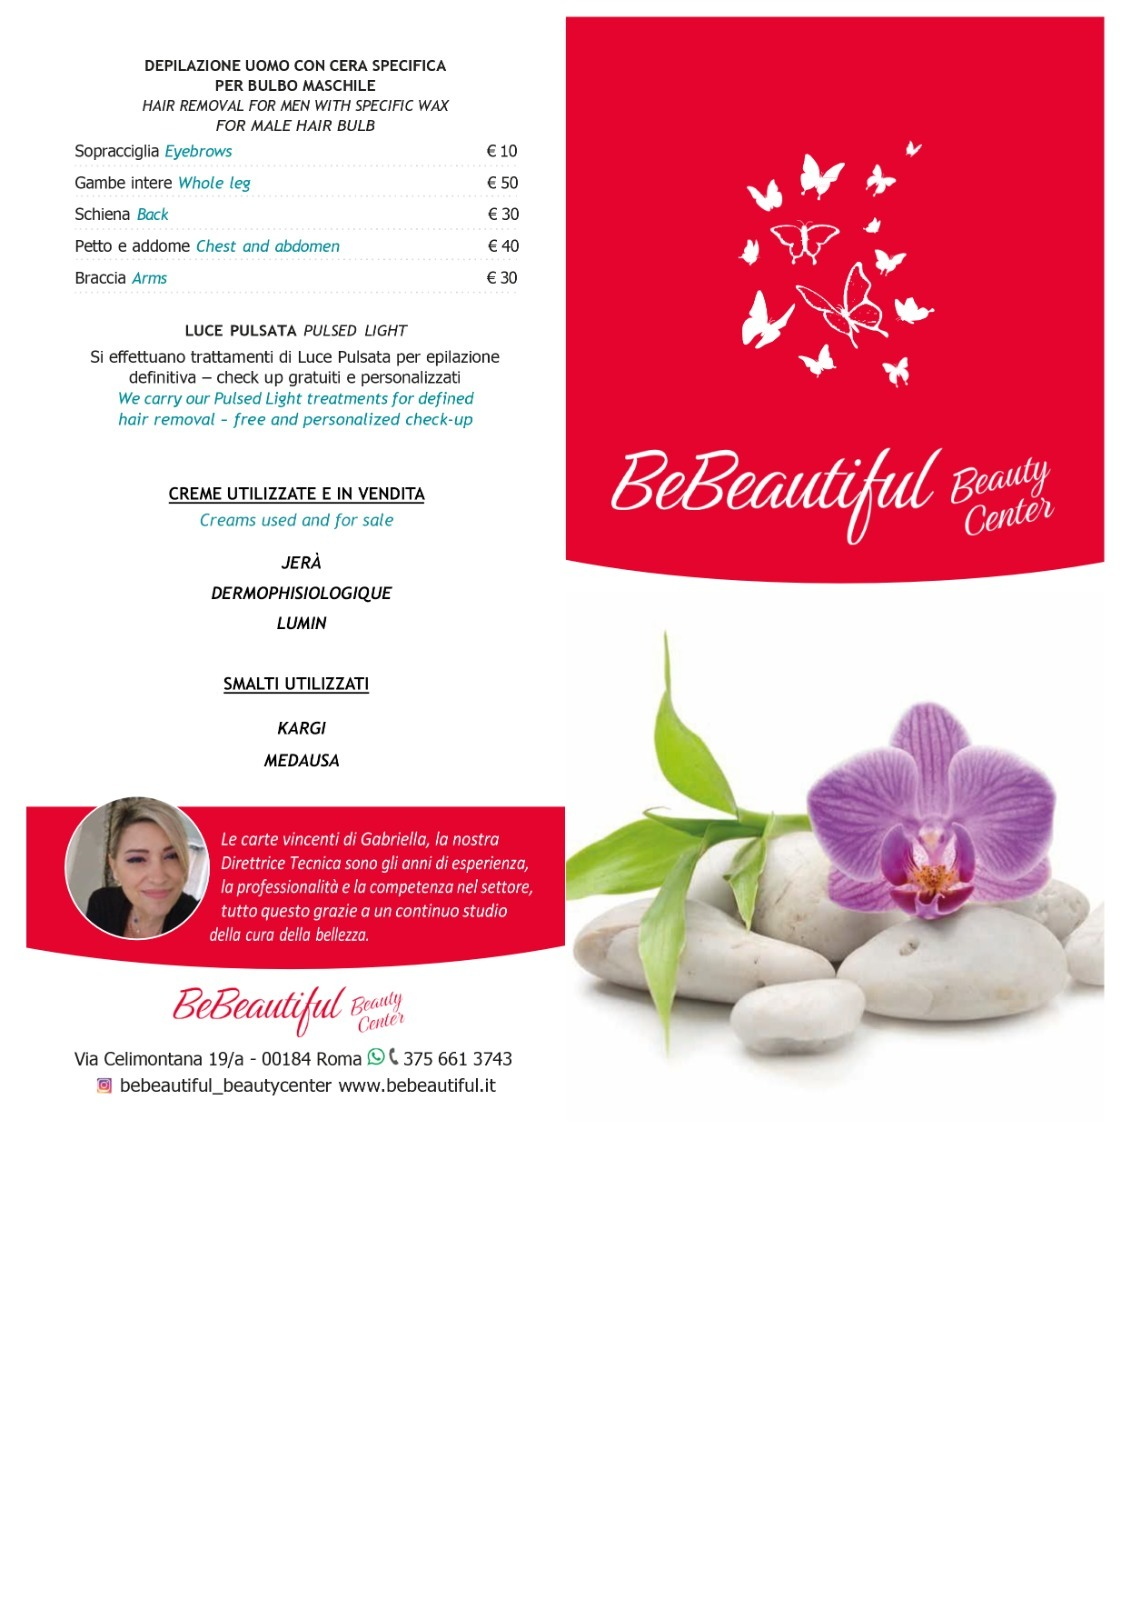 DEPILAZIONE UOMO CON CERA SPECIFICA
PER BULBO MASCHILE
HAIR REMOVAL FOR MEN WITH SPECIFIC WAX
FOR MALE HAIR BULB
Sopracciglia Eyebrows € 10
Gambe intere Whole leg € 50
Schiena Back € 30
Petto e addome Chest and abdomen € 40
Braccia Arms € 30
LUCE PULSATA PULSED LIGHT
Si effettuano trattamenti di Luce Pulsata per epilazione
definitiva – check up gratuiti e personalizzati
We carry our Pulsed Light treatments for defined
hair removal – free and personalized check-up
CREME UTILIZZATE E IN VENDITA
Creams used and for sale
JERÀ
DERMOPHISIOLOGIQUE
LUMIN
SMALTI UTILIZZATI
KARGI
MEDAUSA
Le carte vincenti di Gabriella, la nostra
Direttrice Tecnica sono gli anni di esperienza,
la professionalità e la competenza nel settore,
tutto questo grazie a un continuo studio
della cura della bellezza.
BeBeautiful Beauty
Center
Via Celimontana 19/a - 00184 Roma 375 661 3743
bebeautiful_beautycenter www.bebeautiful.it
BeBeautiful Beauty
Center